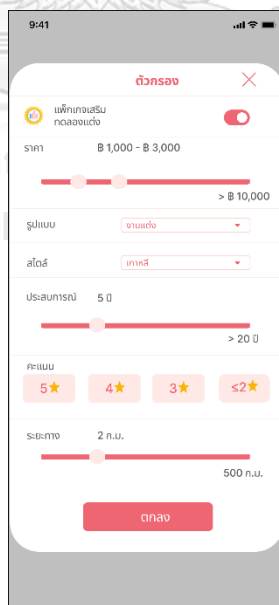 9:41
ตัวกรอง
แพ็กเกจเสริม
ทดลองแต่ง
ราคา ฿ 1,000 - ฿ 3,000
> ฿ 10,000
รูปแบบ งานแต่ง
สไตล์ เกาหลี
ประสบการณ์ 5 ปี
> 20 ปี
คะแนน
5 4 3 ≤2
ระยะทาง 2 ก.ม.
500 ก.ม.
ตกลง